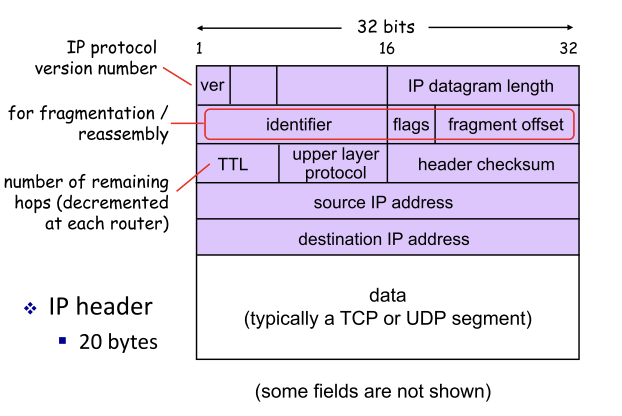 32 bits
1 16 32
IP protocol
version number
ver IP datagram length
for fragmentation /
reassembly
identifier flags fragment offset
TTL upper layer
protocol header checksum
number of remaining
hops (decremented
at each router)
source IP address
destination IP address
data
(typically a TCP or UDP segment)
IP header
20 bytes
(some fields are not shown)